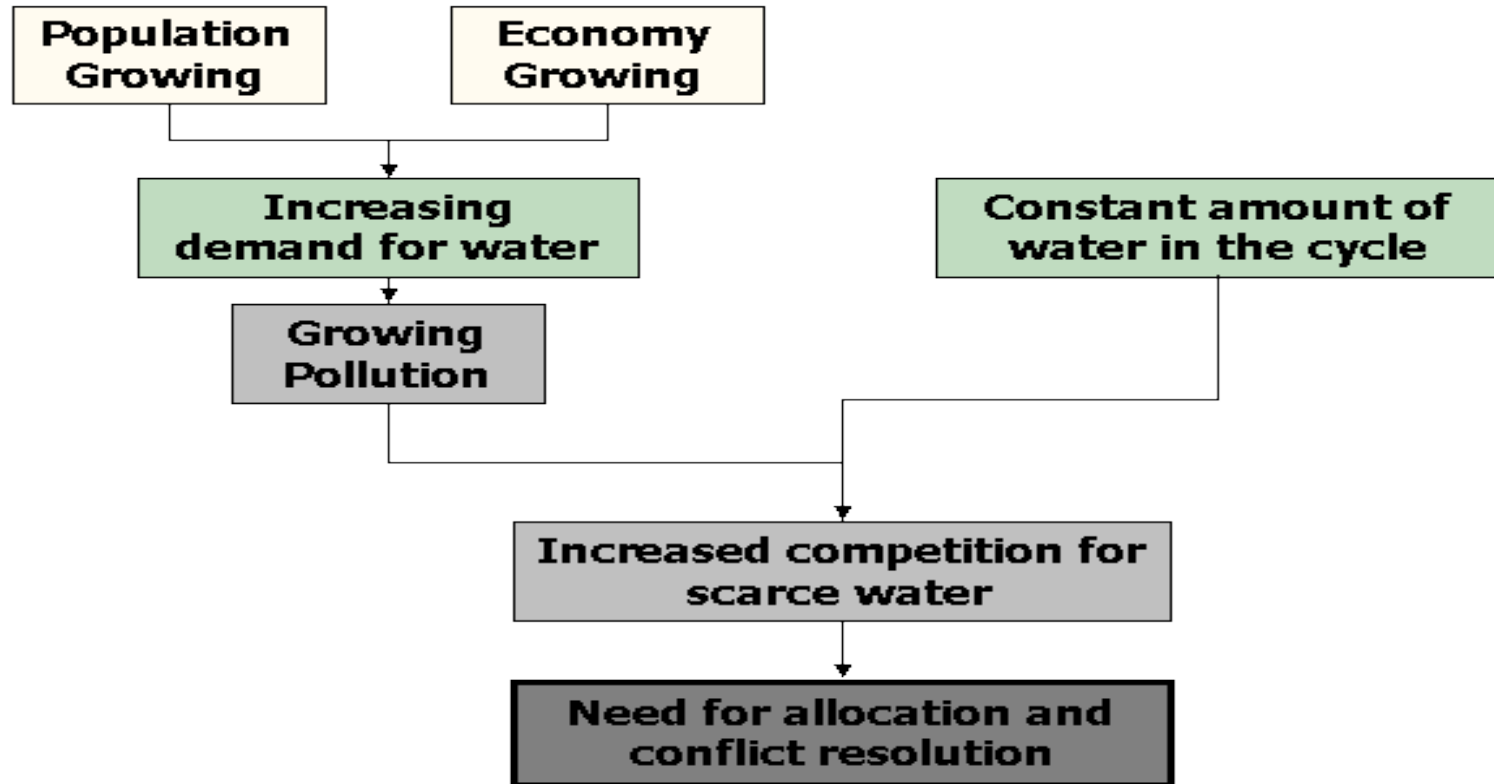 Population
Growing
Economy
Growing
Increasing
demand for water
Constant amount of
water in the cycle
Growing
Pollution
Increased competition for
scarce water
Need for allocation and
conflict resolution